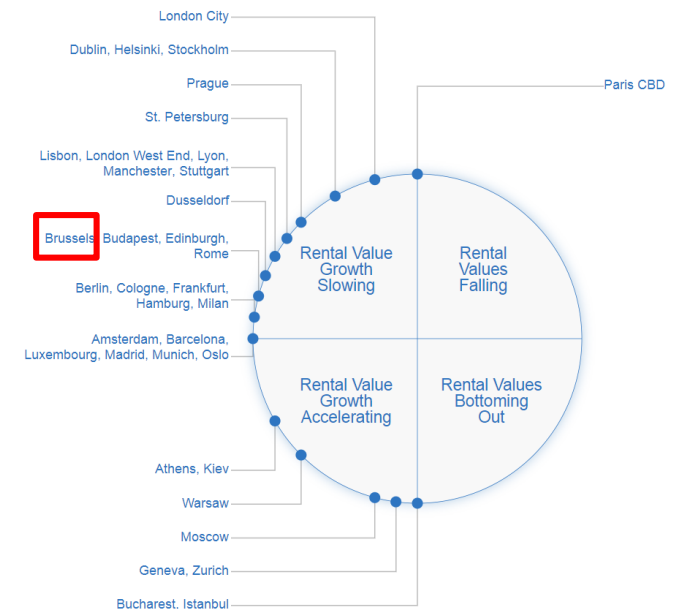 London City
Dublin, Helsinki, Stockholm
Prague
Paris CBD
St. Petersburg
Lisbon, London West End, Lyon,
Manchester, Stuttgart
Dusseldorf
Brussels, Budapest, Edinburgh,
Rome
Berlin, Cologne, Frankfurt,
Hamburg, Milan
Amsterdam, Barcelona,
Luxembourg, Madrid, Munich, Oslo
Rental Value
Growth
Slowing
Rental
Values
Falling
Rental Value
Growth
Accelerating
Rental Values
Bottoming
Out
Athens, Kiev
Warsaw
Moscow
Geneva, Zurich
Bucharest, Istanbul